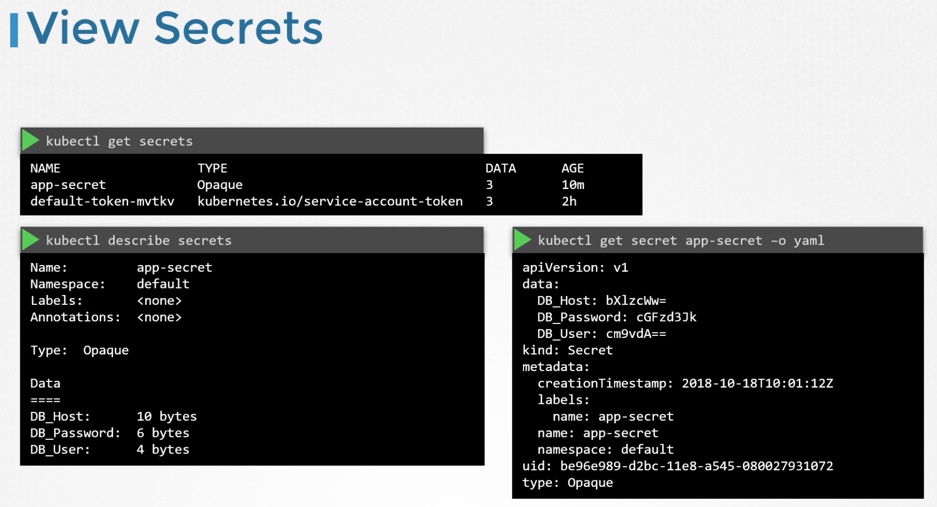 View Secrets
kubectl get secrets
NAME TYPE DATA AGE
app-secret Opaque 3 10m
default-token-mvtkv kubernetes.io/service-account-token 3 2h
kubectl describe secrets
Name: app-secret
Namespace: default
Labels: <none>
Annotations: <none>
Type: Opaque
Data
====
DB_Host: 10 bytes
DB_Password: 6 bytes
DB_User: 4 bytes
kubectl get secret app-secret –o yaml
apiVersion: v1
data:
DB_Host: bXlzcWw=
DB_Password: cGFzd3Jk
DB_User: cm9vdA==
kind: Secret
metadata:
creationTimestamp: 2018-10-18T10:01:12Z
labels:
name: app-secret
name: app-secret
namespace: default
uid: be96e989-d2bc-11e8-a545-080027931072
type: Opaque